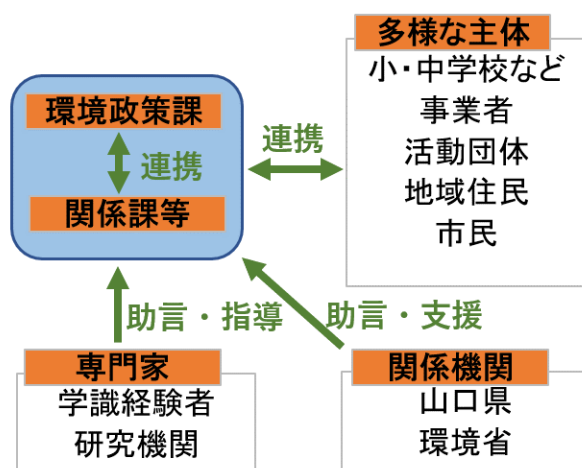 多様な主体
小・中学校など
事業者
活動団体
地域住民
市民
環境政策課
連携
関係課等
連携
助言・指導
助言・支援
専門家
学識経験者
研究機関
関係機関
山口県
環境省